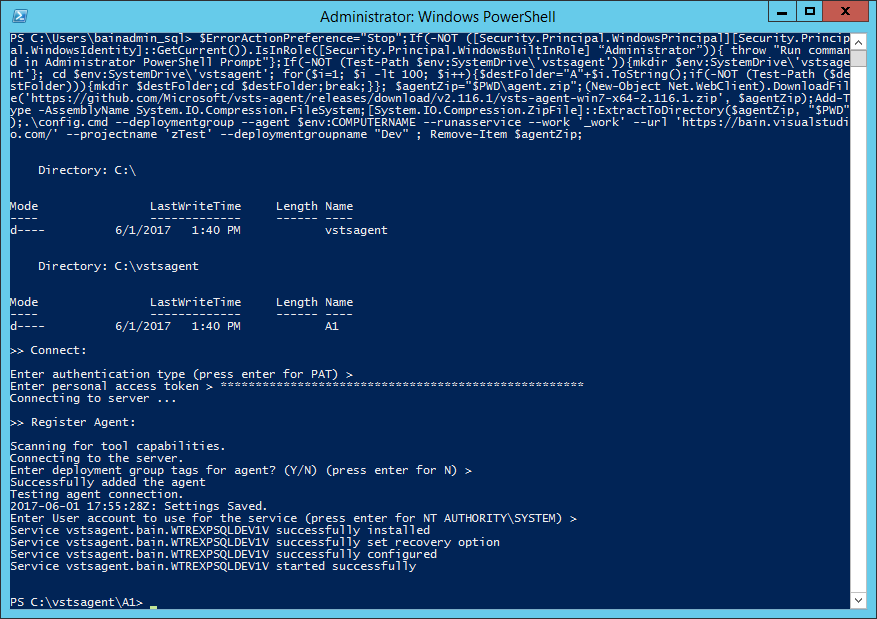 Administrator: Windows PowerShell
PS C:\Users\bainadmin_sql> $ErrorActionPreference="Stop";If(-NOT ([Security.Principal.WindowsPrincipal][Security.Princip
al.WindowsIdentity]::GetCurrent()).IsInRole([Security.Principal.WindowsBuiltInRole] “Administrator”)){ throw "Run comman
d in Administrator PowerShell Prompt"};If(-NOT (Test-Path $env:SystemDrive\'vstsagent')){mkdir $env:SystemDrive\'vstsage
nt'}; cd $env:SystemDrive\'vstsagent'; for($i=1; $i -lt 100; $i++){$destFolder="A"+$i.ToString();if(-NOT (Test-Path ($de
stFolder))){mkdir $destFolder;cd $destFolder;break;}}; $agentZip="$PWD\agent.zip";(New-Object Net.WebClient).DownloadFil
e('https://github.com/Microsoft/vsts-agent/releases/download/v2.116.1/vsts-agent-win7-x64-2.116.1.zip', $agentZip);Add-T
ype -AssemblyName System.IO.Compression.FileSystem;[System.IO.Compression.ZipFile]::ExtractToDirectory($agentZip, "$PWD"
);.\config.cmd --deploymentgroup --agent $env:COMPUTERNAME --runasservice --work '_work' --url 'https://bain.visualstudi
o.com/' --projectname 'zTest' --deploymentgroupname "Dev" ; Remove-Item $agentZip;
Directory: C:\
Mode LastWriteTime Length Name
---- ------------- ------ ----
d---- 6/1/2017 1:40 PM vstsagent
Directory: C:\vstsagent
Mode LastWriteTime Length Name
---- ------------- ------ ----
d---- 6/1/2017 1:40 PM A1
>> Connect:
Enter authentication type (press enter for PAT) >
Enter personal access token > ****************************************************
Connecting to server ...
>> Register Agent:
Scanning for tool capabilities.
Connecting to the server.
Enter deployment group tags for agent? (Y/N) (press enter for N) >
Successfully added the agent
Testing agent connection.
2017-06-01 17:55:28Z: Settings Saved.
Enter User account to use for the service (press enter for NT AUTHORITY\SYSTEM) >
Service vstsagent.bain.WTREXPSQLDEV1V successfully installed
Service vstsagent.bain.WTREXPSQLDEV1V successfully set recovery option
Service vstsagent.bain.WTREXPSQLDEV1V successfully configured
Service vstsagent.bain.WTREXPSQLDEV1V started successfully
PS C:\vstsagent\A1>